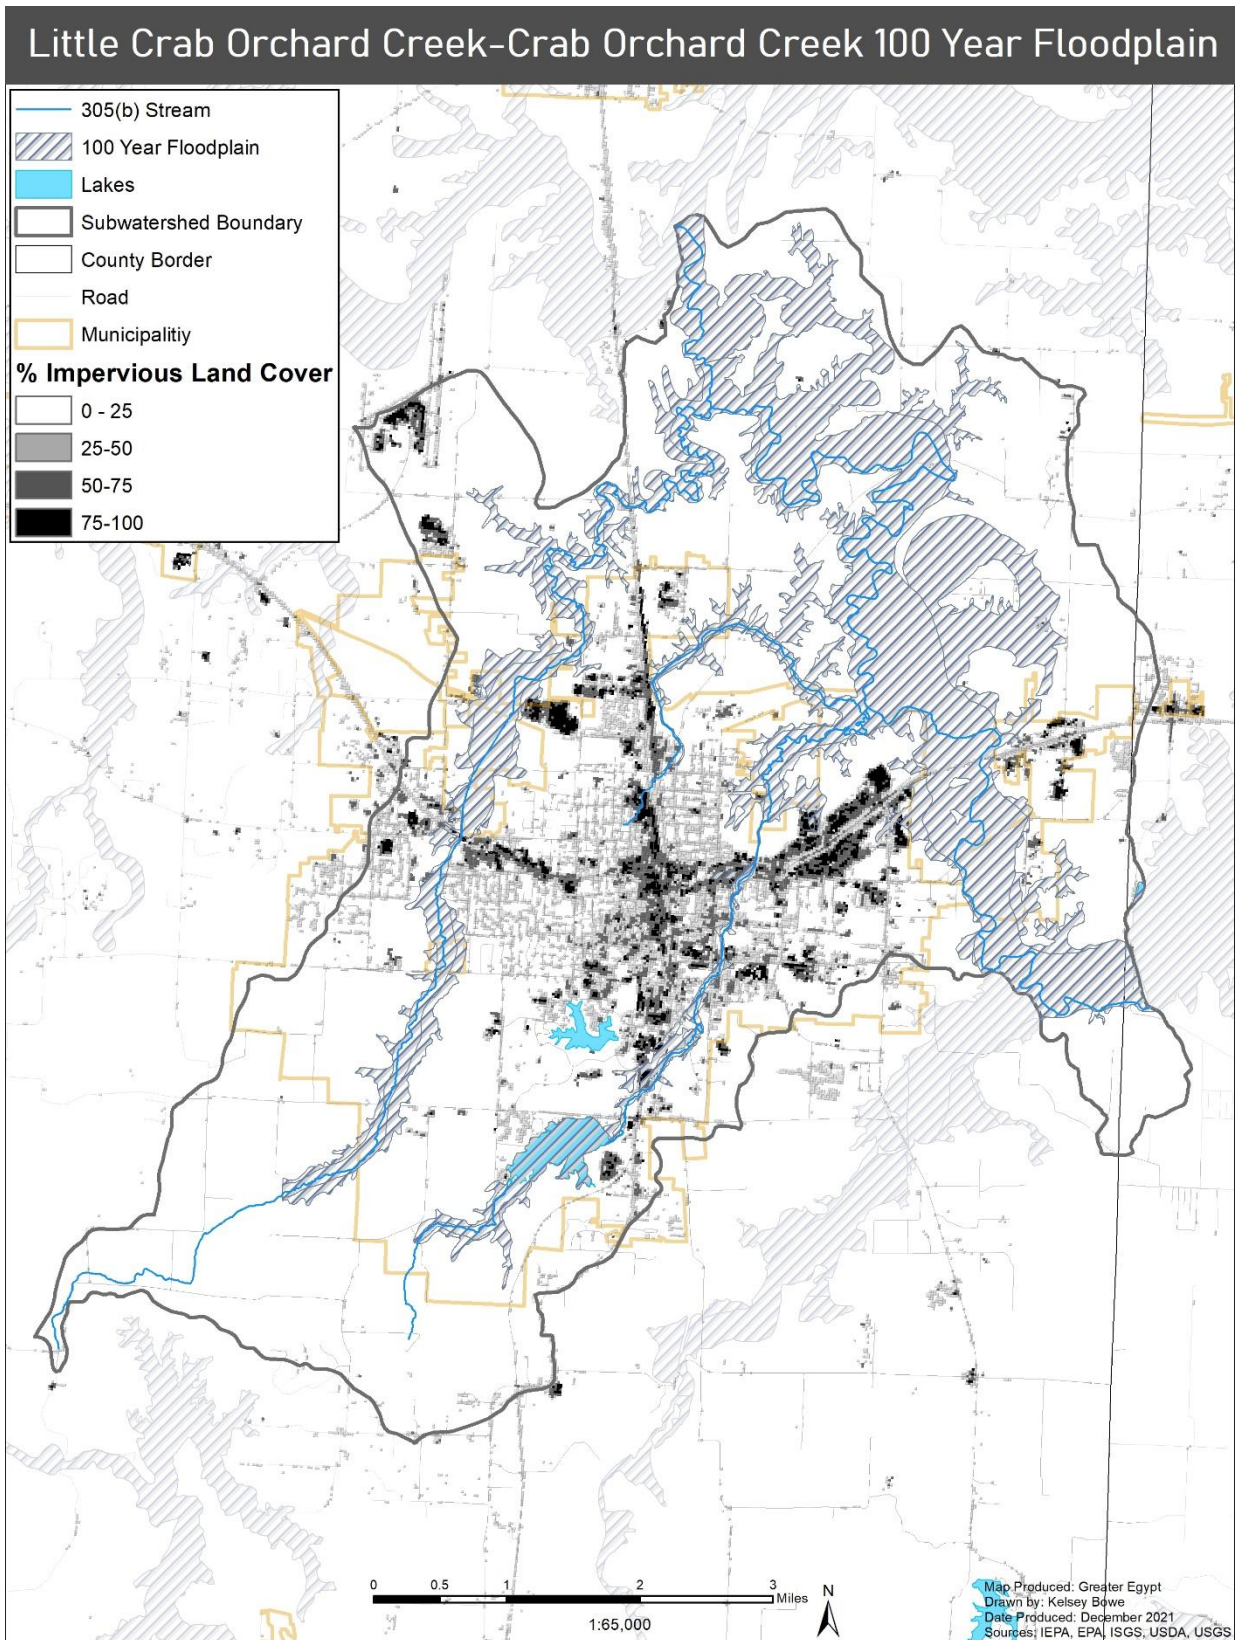 Little Crab Orchard Creek-Crab Orchard Creek 100 Year Floodplain
305(b) Stream
100 Year Floodplain
Lakes
Subwatershed Boundary
County Border
Road
Municipalitiy
% Impervious Land Cover
0 - 25
25-50
50-75
75-100
0 0.5 1 2 3
Miles
1:65,000
N
Map Produced: Greater Egypt
Drawn by: Kelsey Bowe
Date Produced: December 2021
Sources: IEPA, EPA, ISGS, USDA, USGS